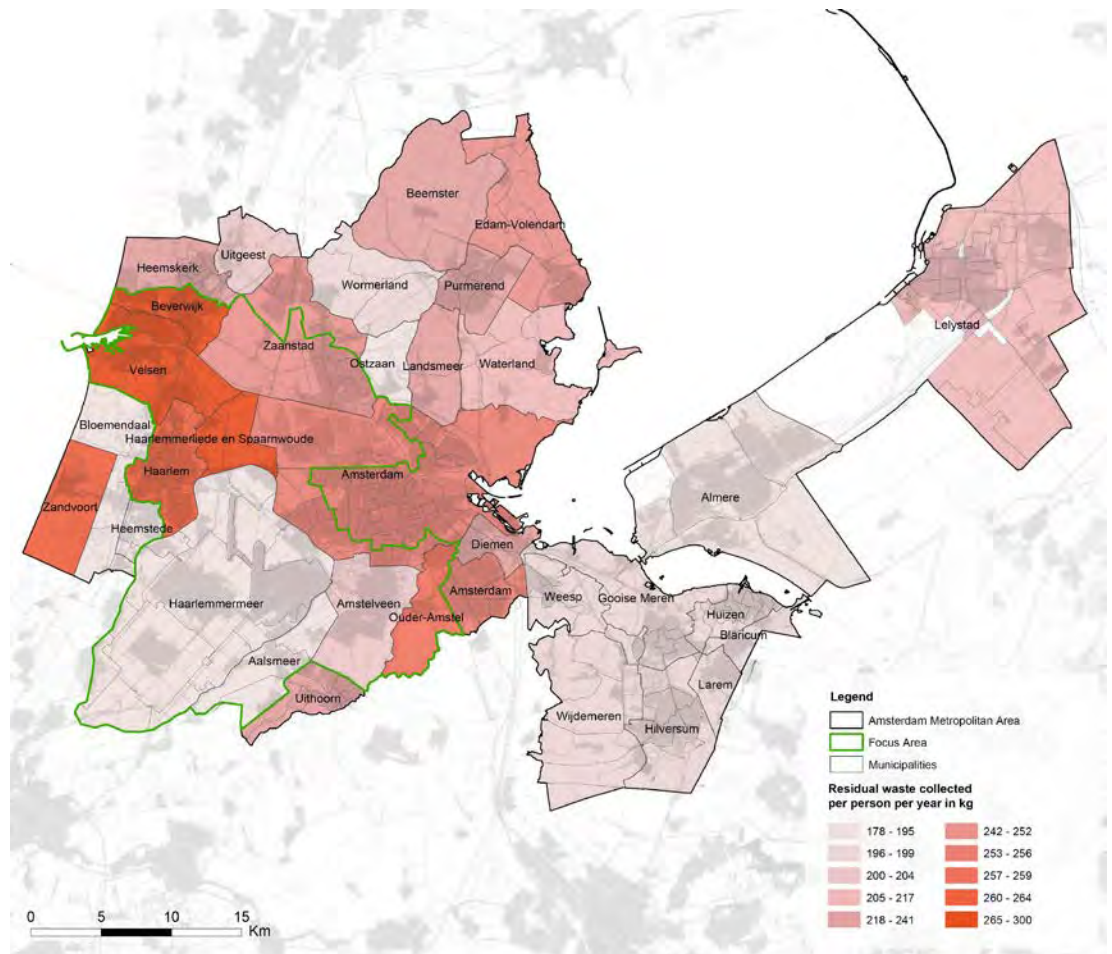 Beemster
Edam-Volendam
Uitgeest
Heemskerk
Wormerland
Purmerend
Beverwijk
Lelystad
Zaanstad
Ostzaan
Landsmeer
Waterland
Velsen
Bloemendaal
Haarlemmerliede en Spaarnwoude
Haarlem
Amsterdam
Almere
Zandvoort
Heemstede
Diemen
Haarlemmermeer
Amstelveen
Amsterdam
Weesp
Gooise Meren
Ouder-Amstel
Huizen
Blaricum
Aalsmeer
Larem
Uithoorn
Wijdemeren
Hilversum
Legend
Amsterdam Metropolitan Area
Focus Area
Municipalities
Residual waste collected
per person per year in kg
178 - 195
196 - 199
200 - 204
205 - 217
218 - 241
242 - 252
253 - 256
257 - 259
260 - 264
265 - 300
0 5 10 15
Km